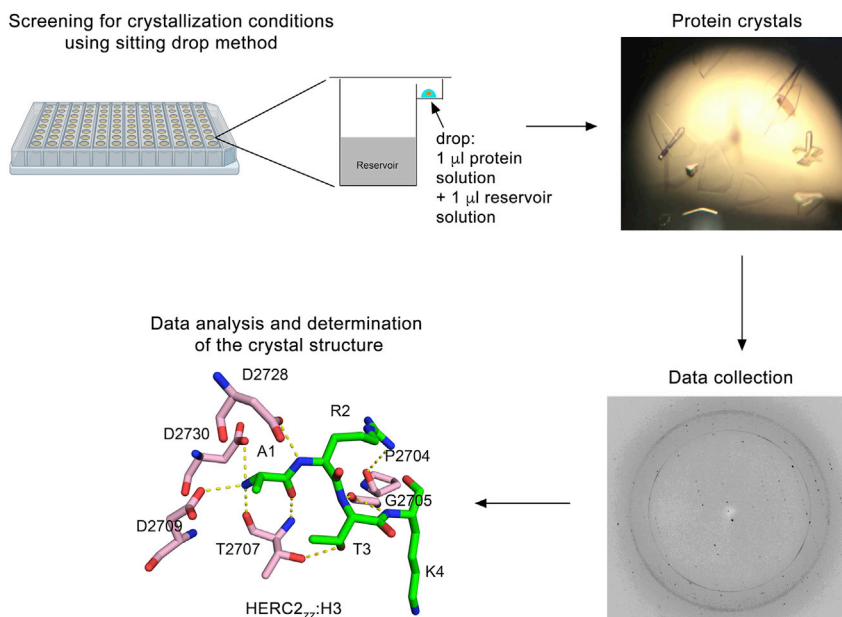 Screening for crystallization conditions
using sitting drop method
Protein crystals
Reservoir
drop:
1 μl protein
solution
+ 1 μl reservoir
solution
Data analysis and determination
of the crystal structure
Data collection
D2728
R2
D2730
A1
P2704
G2705
D2709
T2707
T3
K4
HERC2zz:H3